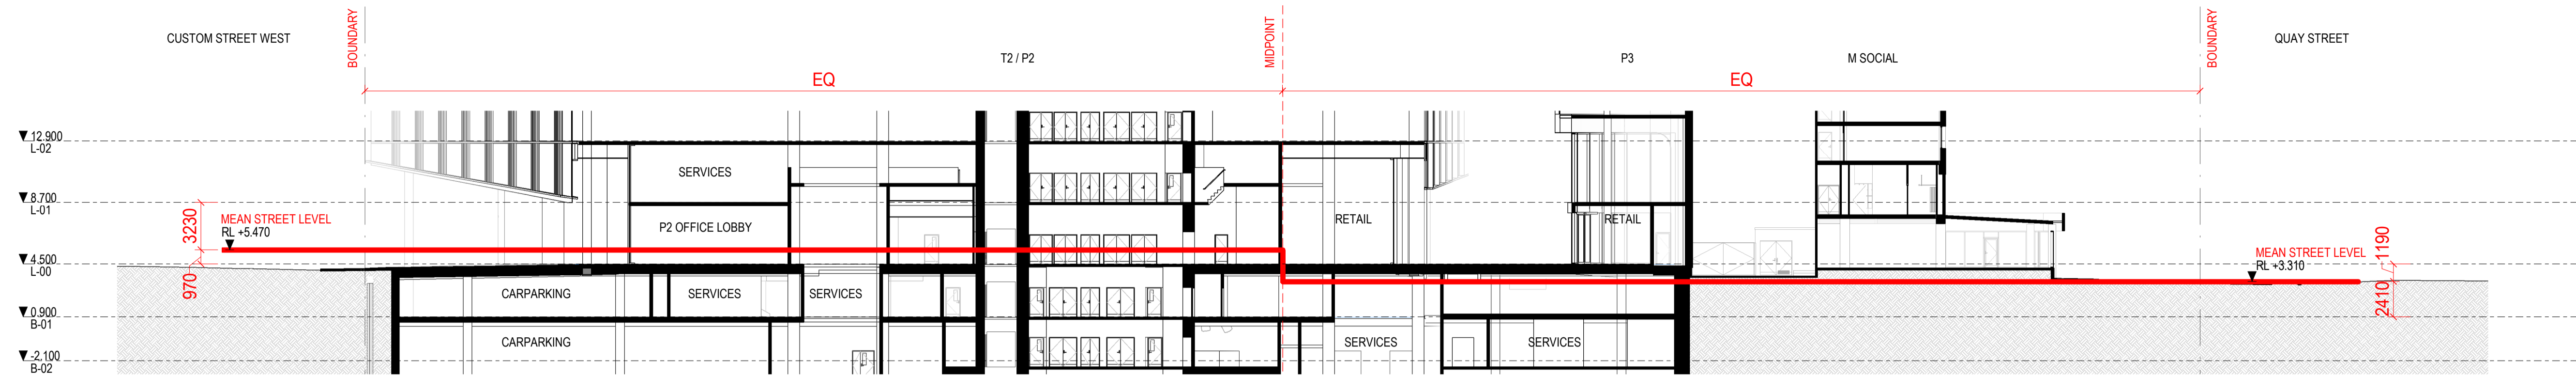 CUSTOM STREET WEST
BOUNDARY
T2 / P2
MIDPOINT
P3
M SOCIAL
BOUNDARY
QUAY STREET
EQ
EQ
12.900
L-02
SERVICES
8.700
L-01
3230
MEAN STREET LEVEL
RL +5.470
P2 OFFICE LOBBY
RETAIL
RETAIL
4.500
L-00
970
MEAN STREET LEVEL
RL +3.310
1190
2410
CARPARKING
SERVICES
SERVICES
0.900
B-01
CARPARKING
SERVICES
SERVICES
-2.100
B-02